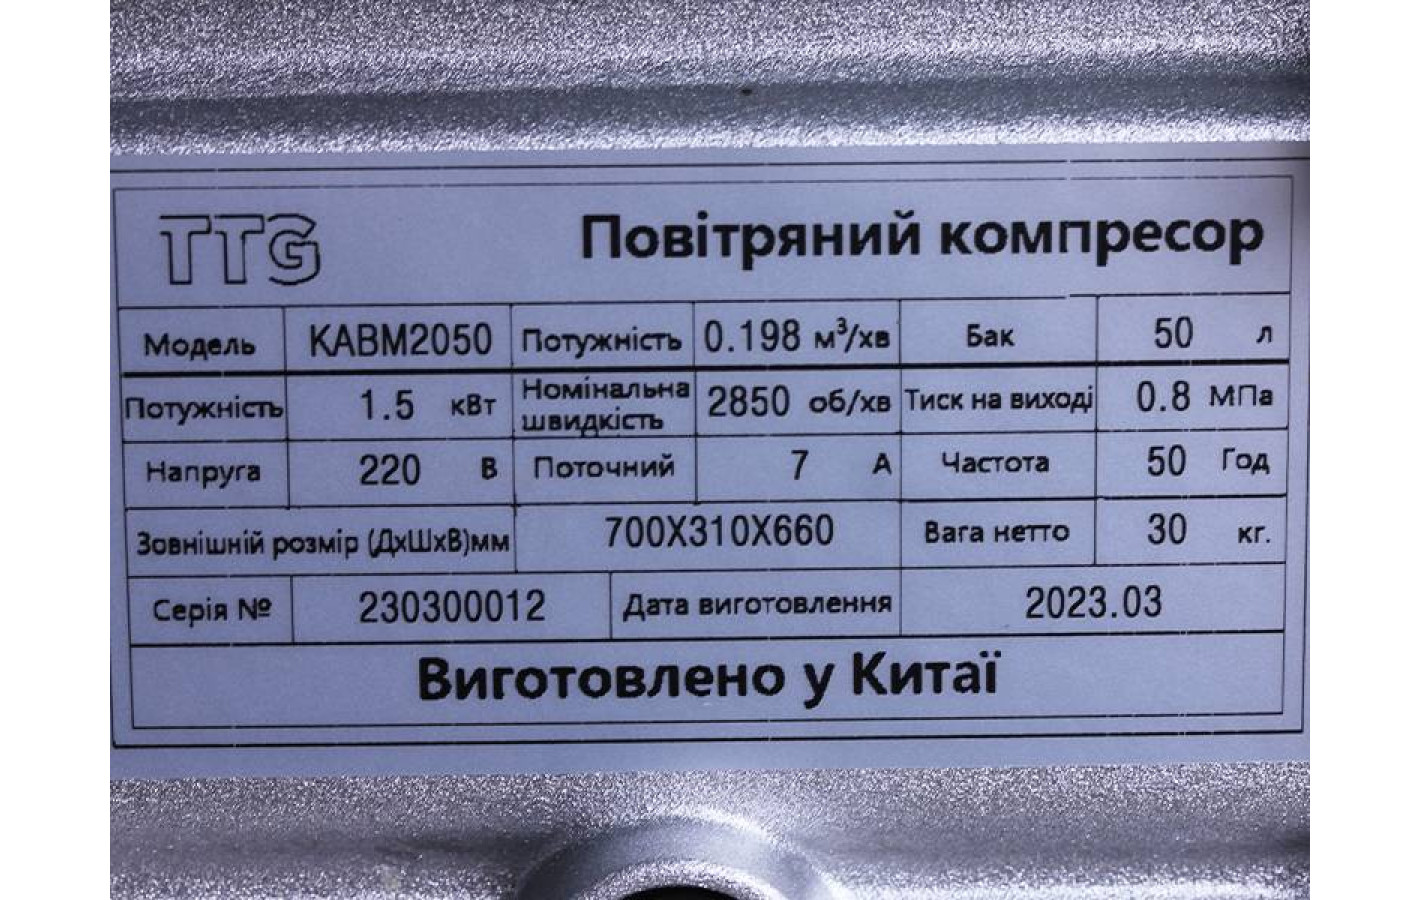 TTG Повітряний компресор
Модель KABM2050 Потужність 0.198 м³/хв Бак 50 л
Потужність 1.5 кВт Номінальна швидкість 2850 об/хв Тиск на виході 0.8 МПа
Напруга 220 В Поточний 7 А Частота 50 Год
Зовнішній розмір (ДхШхВ)мм 700X310X660 Вага нетто 30 кг.
Серія № 230300012 Дата виготовлення 2023.03
Виготовлено у Китаї